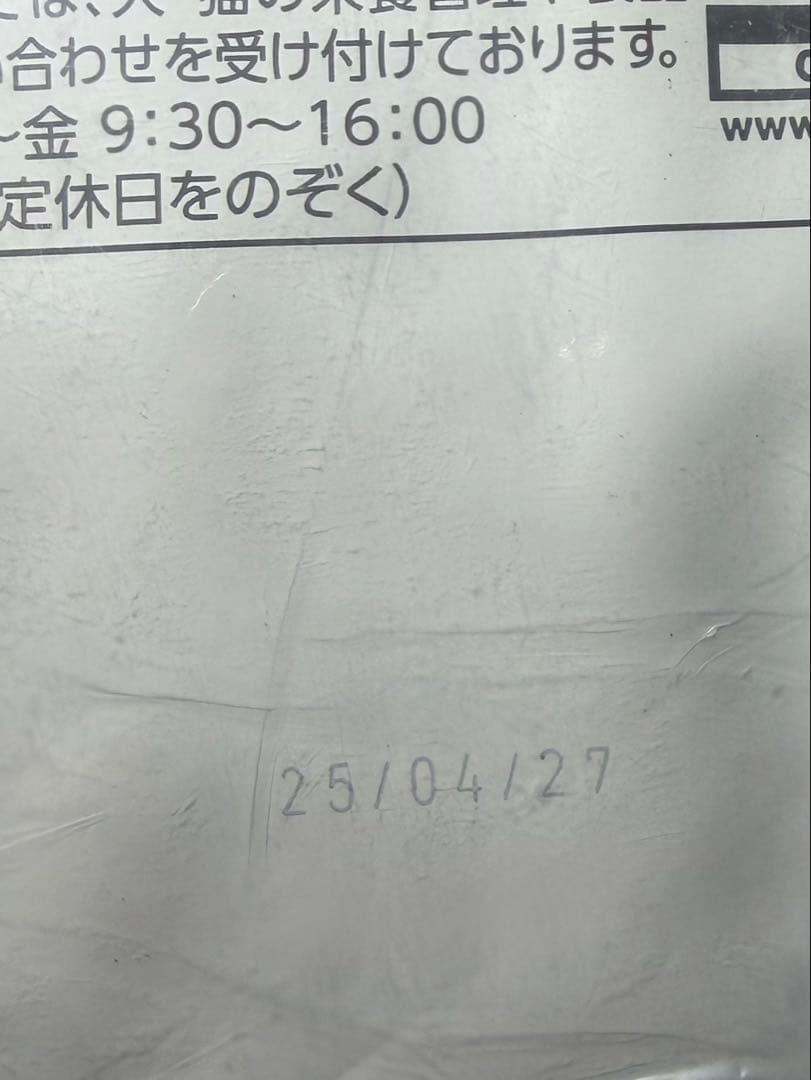 合わせを受け付けております。
～金 9:30～16:00
定休日をのぞく）
www
25/04/27